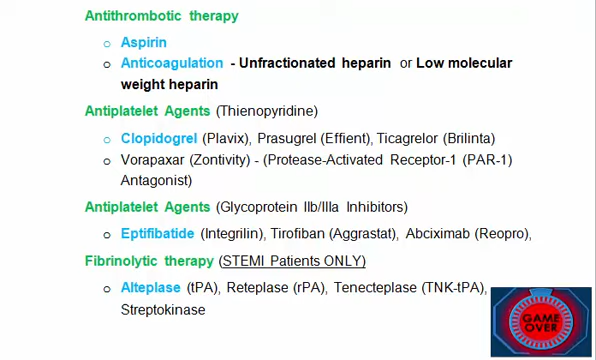 Antithrombotic therapy
o Aspirin
o Anticoagulation - Unfractionated heparin or Low molecular
weight heparin
Antiplatelet Agents (Thienopyridine)
o Clopidogrel (Plavix), Prasugrel (Effient), Ticagrelor (Brilinta)
o Vorapaxar (Zontivity) - (Protease-Activated Receptor-1 (PAR-1)
Antagonist)
Antiplatelet Agents (Glycoprotein IIb/IIIa Inhibitors)
o Eptifibatide (Integrilin), Tirofiban (Aggrastat), Abciximab (Reopro),
Fibrinolytic therapy (STEMI Patients ONLY)
o Alteplase (tPA), Reteplase (rPA), Tenecteplase (TNK-tPA),
Streptokinase
GAME
OVER